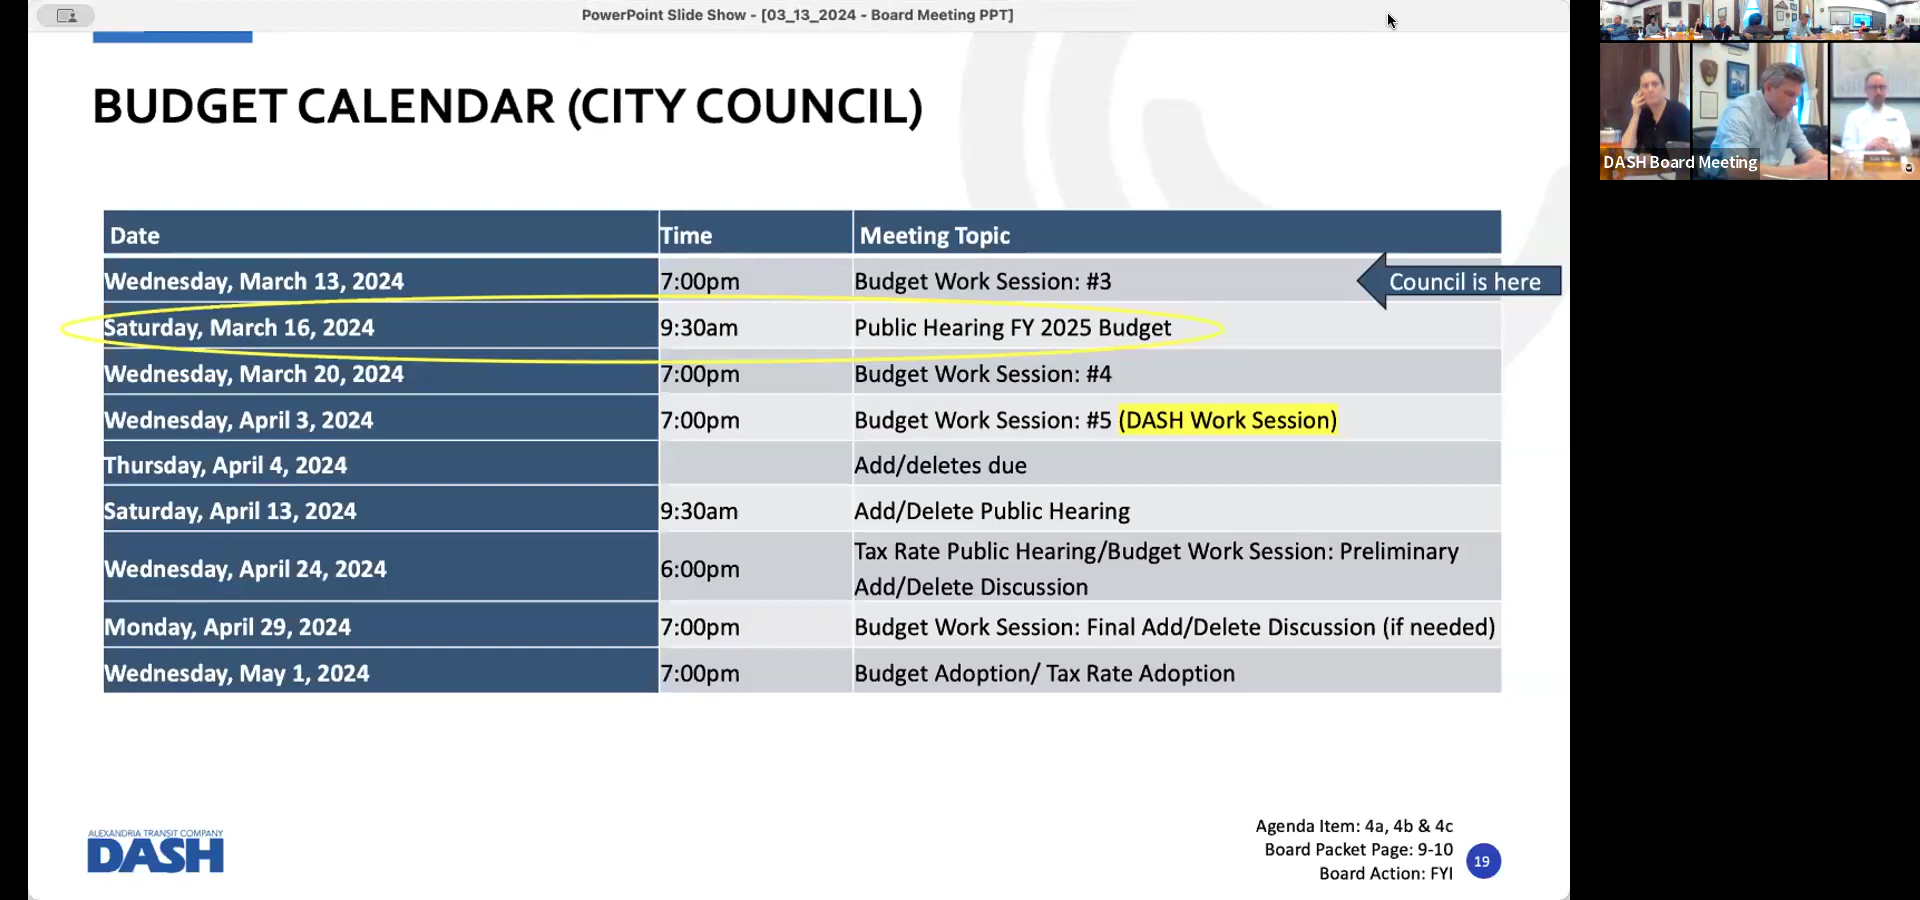 PowerPoint Slide Show - [03_13_2024 - Board Meeting PPT]
BUDGET CALENDAR (CITY COUNCIL)
Date Time Meeting Topic
Wednesday, March 13, 2024 7:00pm Budget Work Session: #3 Council is here
Saturday, March 16, 2024 9:30am Public Hearing FY 2025 Budget
Wednesday, March 20, 2024 7:00pm Budget Work Session: #4
Wednesday, April 3, 2024 7:00pm Budget Work Session: #5 (DASH Work Session)
Thursday, April 4, 2024 Add/deletes due
Saturday, April 13, 2024 9:30am Add/Delete Public Hearing
Wednesday, April 24, 2024 6:00pm Tax Rate Public Hearing/Budget Work Session: Preliminary
Add/Delete Discussion
Monday, April 29, 2024 7:00pm Budget Work Session: Final Add/Delete Discussion (if needed)
Wednesday, May 1, 2024 7:00pm Budget Adoption/ Tax Rate Adoption
ALEXANDRIA TRANSIT COMPANY
DASH
Agenda Item: 4a, 4b & 4c
Board Packet Page: 9-10
Board Action: FYI
19
DASH Board Meeting